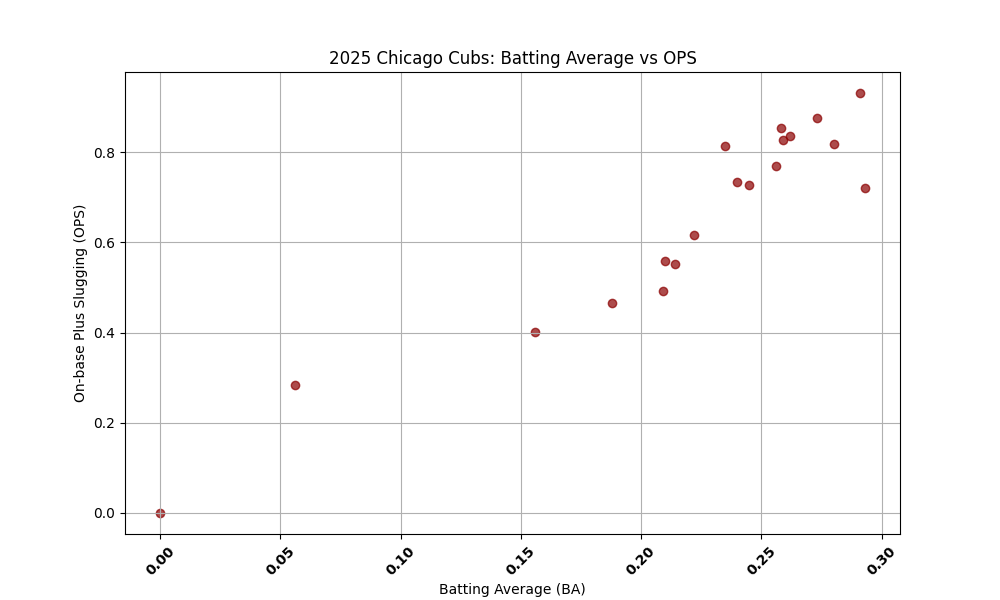 2025 Chicago Cubs: Batting Average vs OPS
On-base Plus Slugging (OPS)
0.8
0.6
0.4
0.2
0.0
0.00 0.05 0.10 0.15 0.20 0.25 0.30
Batting Average (BA)